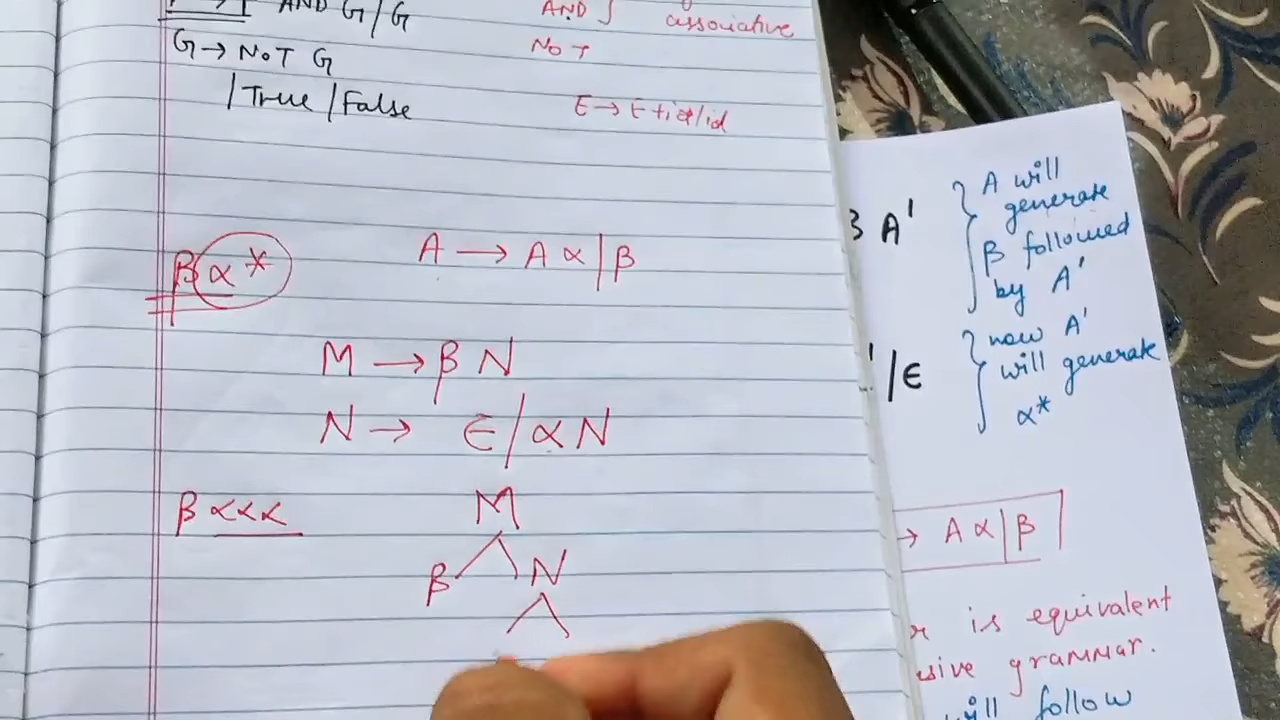 AND G/G
G → NOT G
/True /False
AND
NOT
associative
E → E+id/id
βα*
A → Aα|β
M → βN
N → ∈/αN
βααα
M
β N
A'
A will
generate
β followed
by A'
/∈
now A'
will generate
α*
→ Aα|β
is equivalent
grammar.
will follow